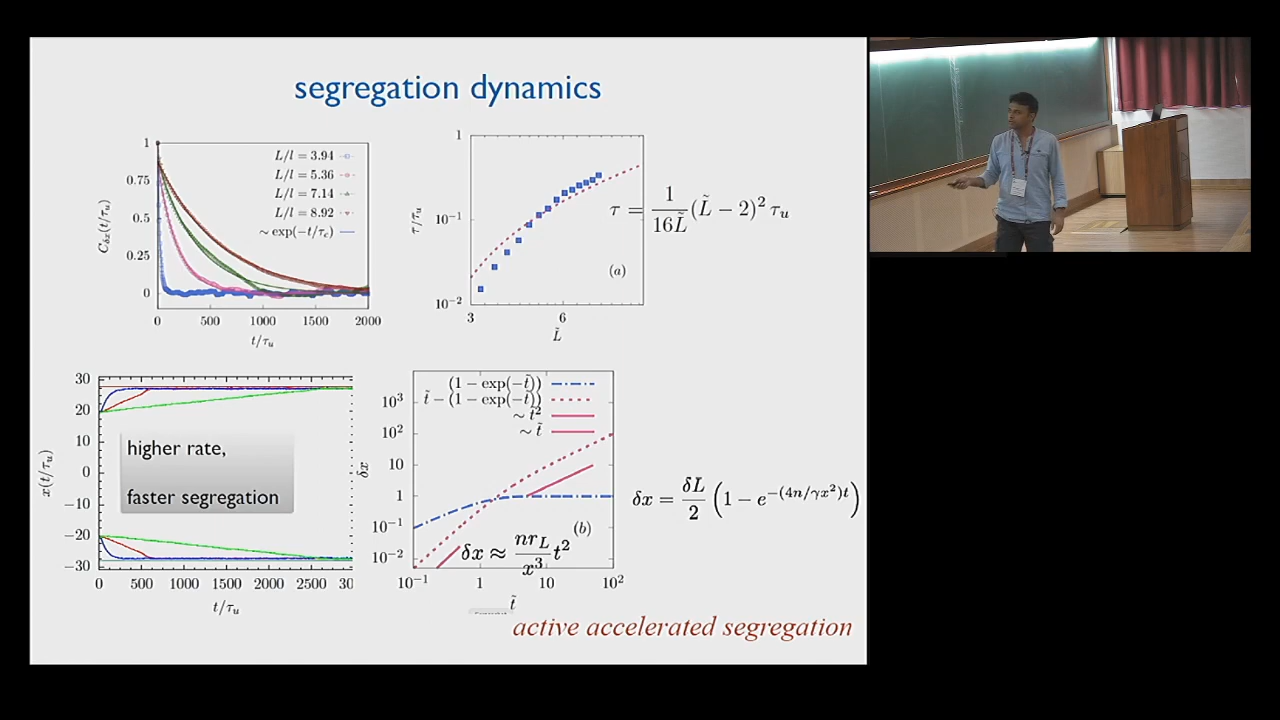 segregation dynamics
1
0.75
0.5
0.25
0
C_{δx}(t/τ_u)
L/l = 3.94
L/l = 5.36
L/l = 7.14
L/l = 8.92
∼ exp(−t/τ_c)
0 500 1000 1500 2000
t/τ_u
1
10^{−1}
10^{−2}
τ/τ_u
(a)
3 6
L̃
τ = \frac{1}{16L̃}(L̃ − 2)^2 τ_u
30
20
10
0
−10
−20
−30
x(t/τ_u)
higher rate,
faster segregation
0 500 1000 1500 2000 2500 3
t/τ_u
(1 − exp(−t̃))
t̃ − (1 − exp(−t̃))
∼ t̃^2
∼ t̃
10^3
10^2
10
1
10^{−1}
10^{−2}
δx
(b)
δx ≈ \frac{nr_L}{x^3} t^2
10^{−1} 1 10 10^2
t̃
δx = \frac{δL}{2} (1 − e^{−(4n/γx^2)t})
active accelerated segregation